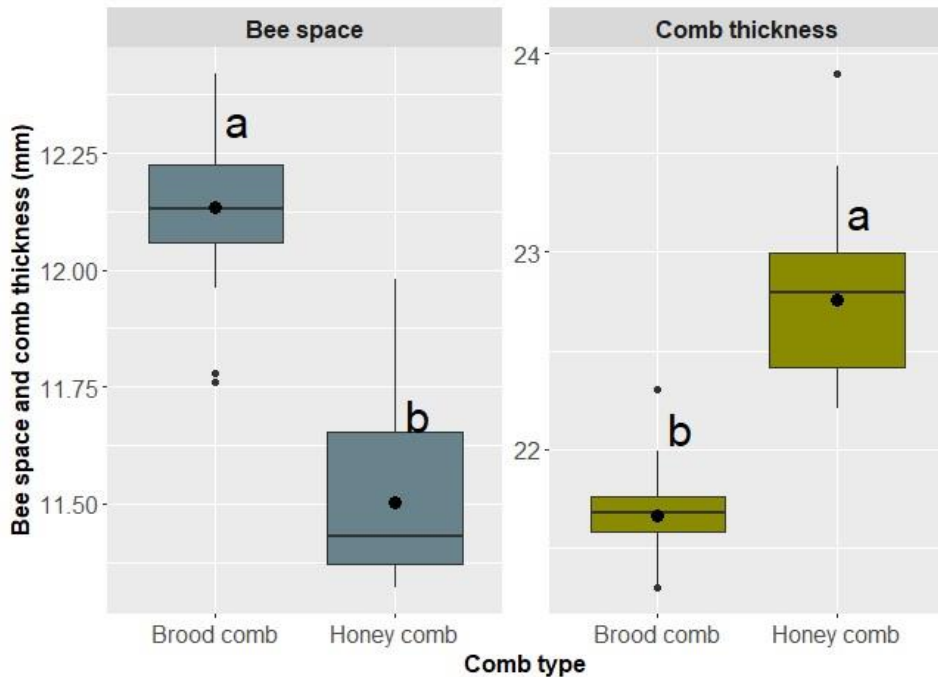 Bee space
Comb thickness
Bee space and comb thickness (mm)
12.25
12.00
11.75
11.50
a
b
24
23
22
b
a
Brood comb
Honey comb
Brood comb
Honey comb
Comb type